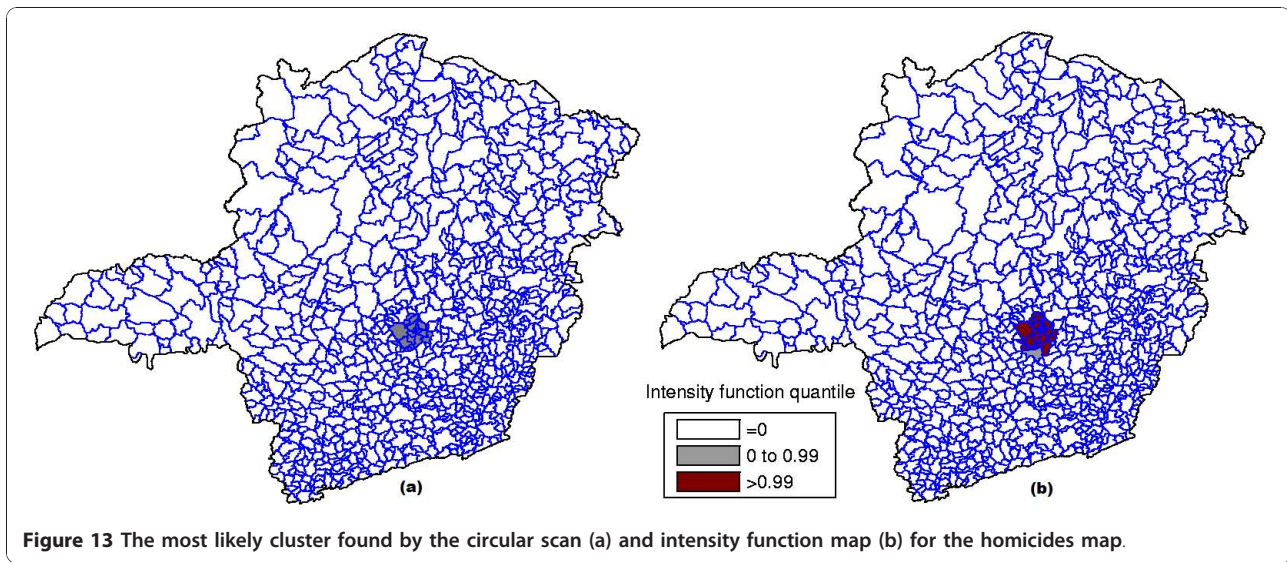 Intensity function quantile
=0
0 to 0.99
>0.99
(a)
(b)
Figure 13 The most likely cluster found by the circular scan (a) and intensity function map (b) for the homicides map.